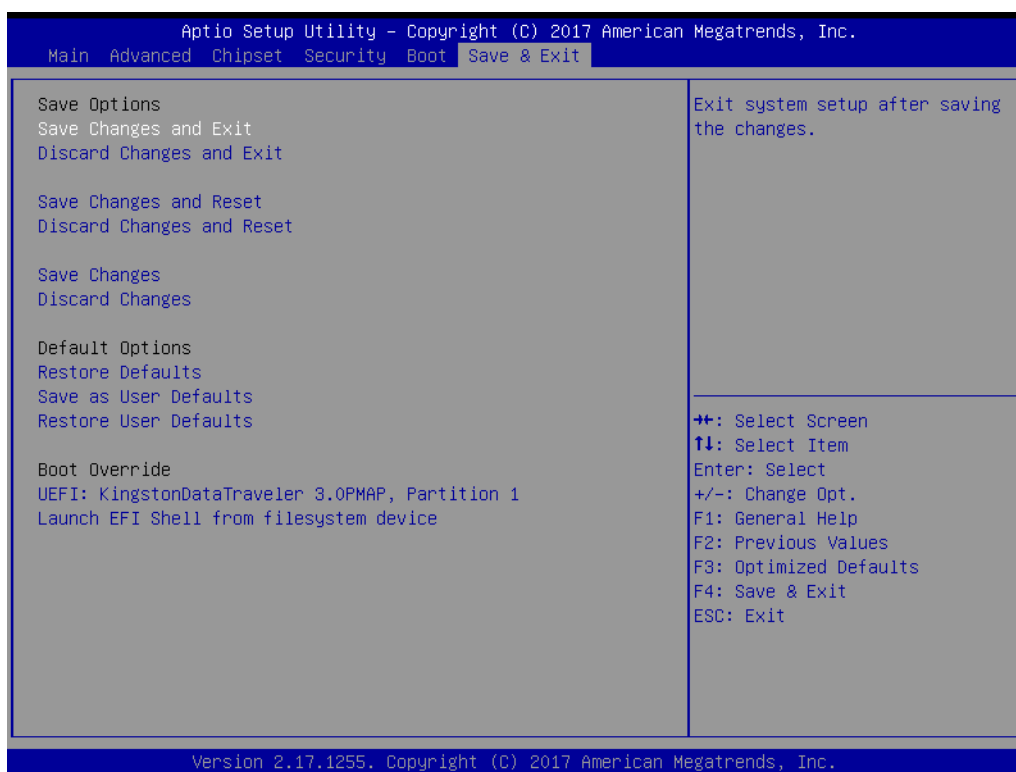 Aptio Setup Utility – Copyright (C) 2017 American Megatrends, Inc.
Main Advanced Chipset Security Boot Save & Exit
Save Options
Save Changes and Exit
Discard Changes and Exit
Save Changes and Reset
Discard Changes and Reset
Save Changes
Discard Changes
Default Options
Restore Defaults
Save as User Defaults
Restore User Defaults
Boot Override
UEFI: KingstonDataTraveler 3.0PMAP, Partition 1
Launch EFI Shell from filesystem device
Exit system setup after saving
the changes.
→←: Select Screen
↑↓: Select Item
Enter: Select
+/-: Change Opt.
F1: General Help
F2: Previous Values
F3: Optimized Defaults
F4: Save & Exit
ESC: Exit
Version 2.17.1255. Copyright (C) 2017 American Megatrends, Inc.